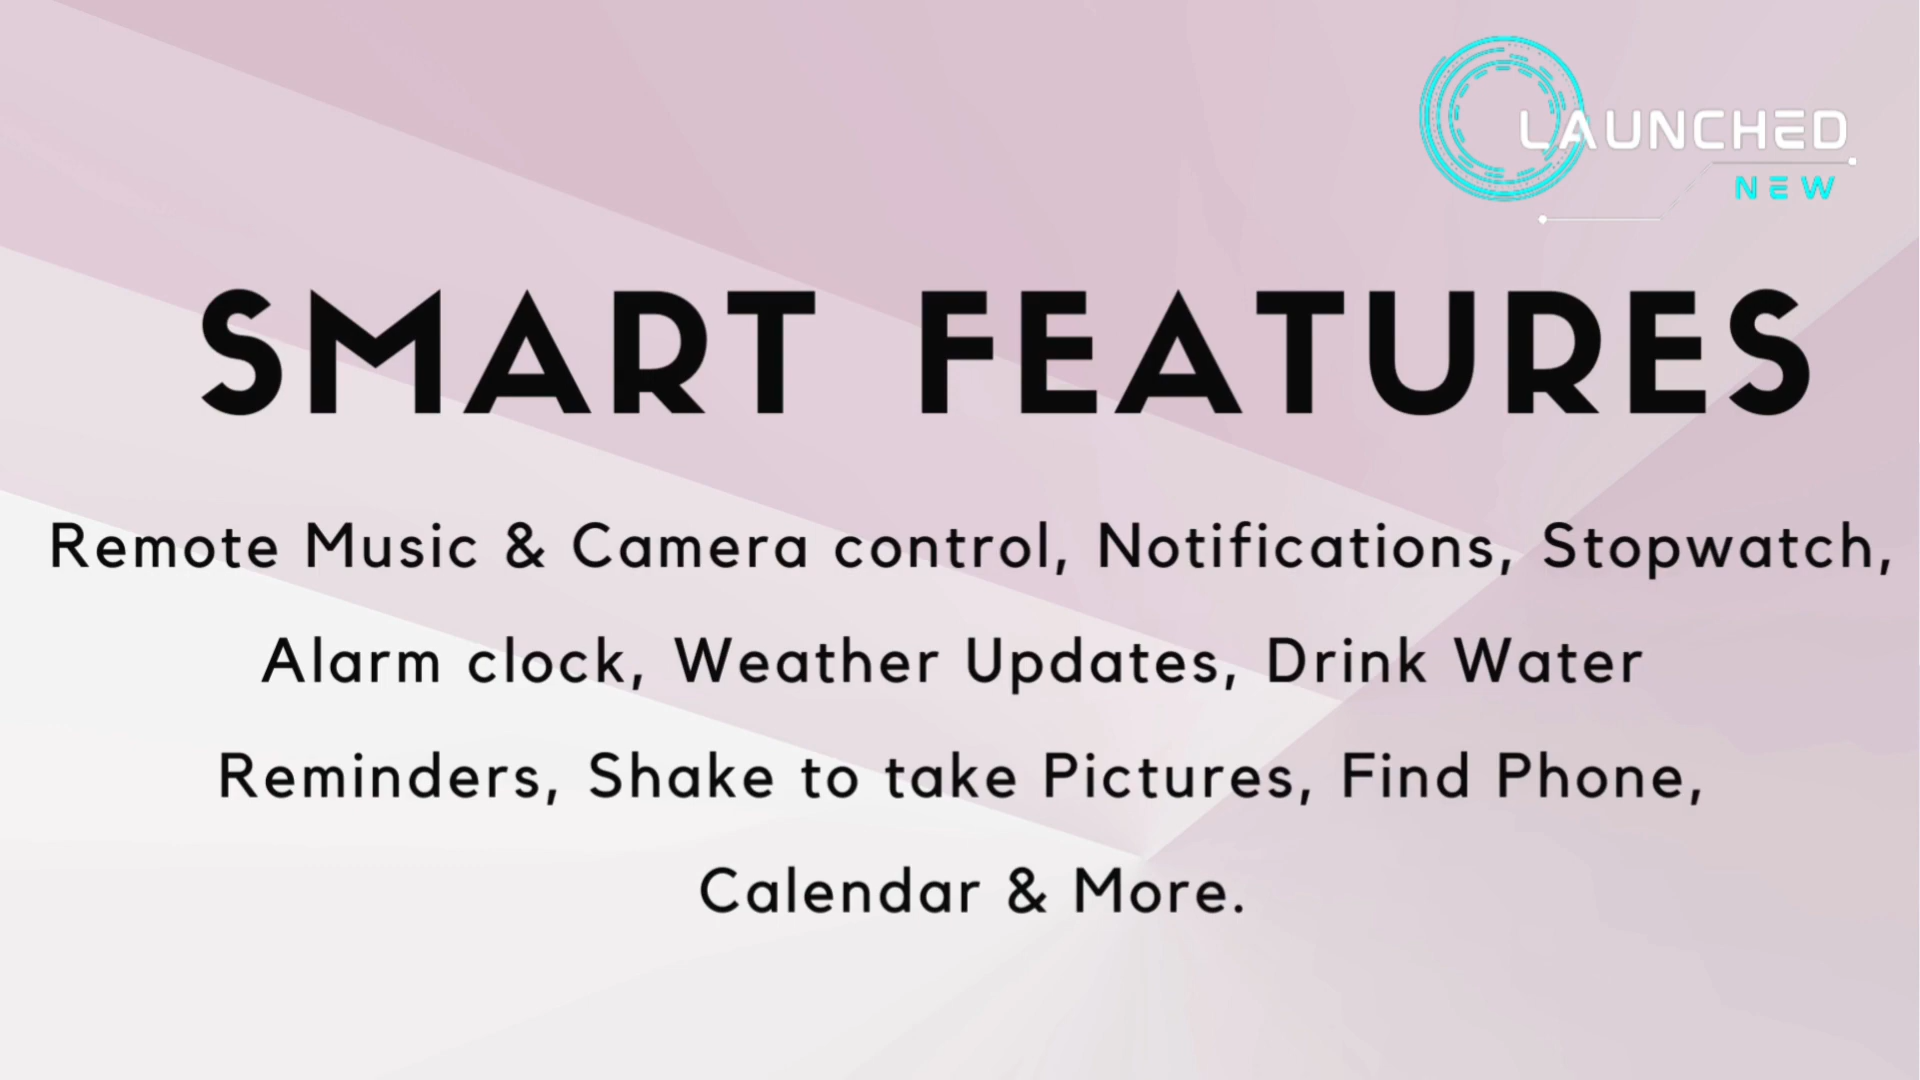 LAUNCHED
NEW
SMART FEATURES
Remote Music & Camera control, Notifications, Stopwatch,
Alarm clock, Weather Updates, Drink Water
Reminders, Shake to take Pictures, Find Phone,
Calendar & More.